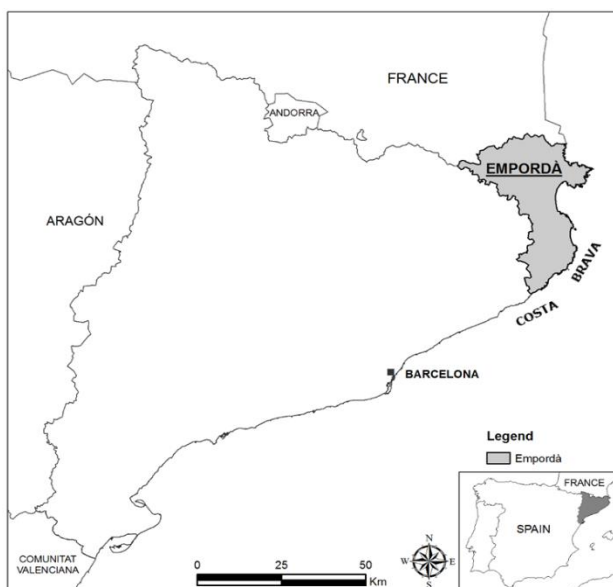 FRANCE
ANDORRA
EMPORDÀ
ARAGÓN
BRAVA
COSTA
BARCELONA
Legend
Empordà
FRANCE
SPAIN
COMUNITAT
VALENCIANA
N
W
E
S
0
25
50
Km